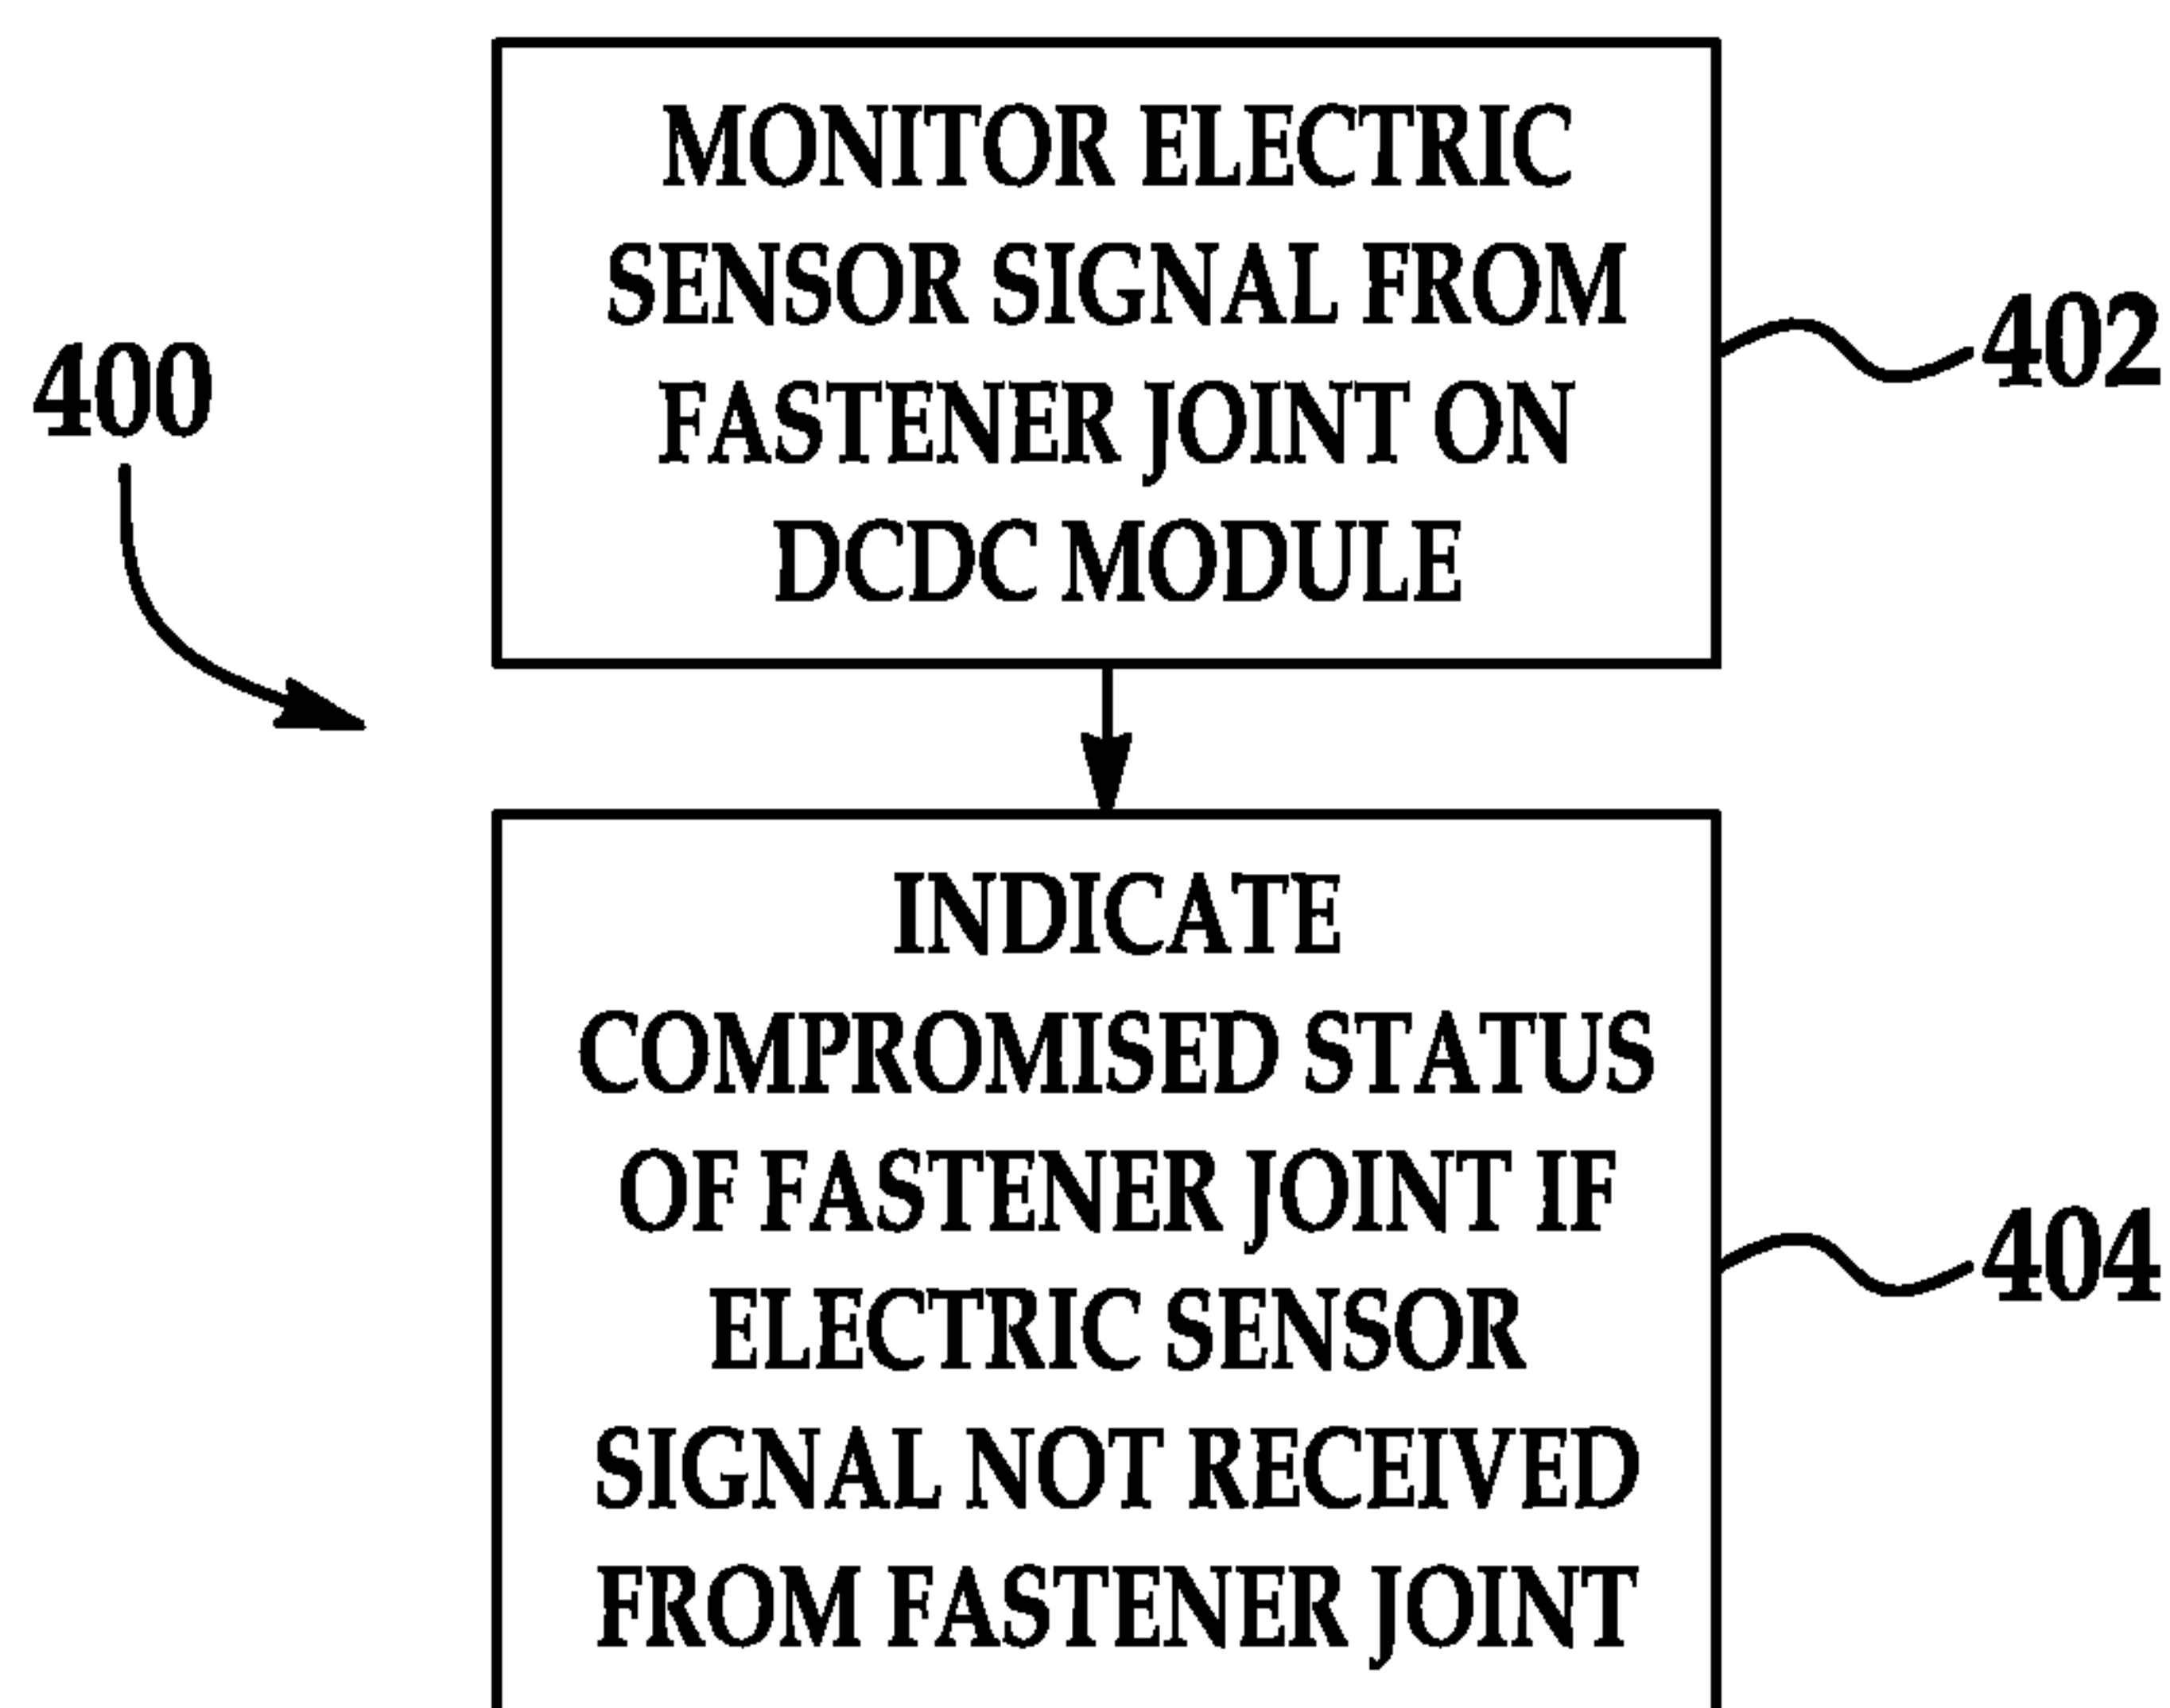 MONITOR ELECTRIC
SENSOR SIGNAL FROM
FASTENER JOINT ON
DCDC MODULE
402
400
INDICATE
COMPROMISED STATUS
OF FASTENER JOINT IF
ELECTRIC SENSOR
SIGNAL NOT RECEIVED
FROM FASTENER JOINT
404